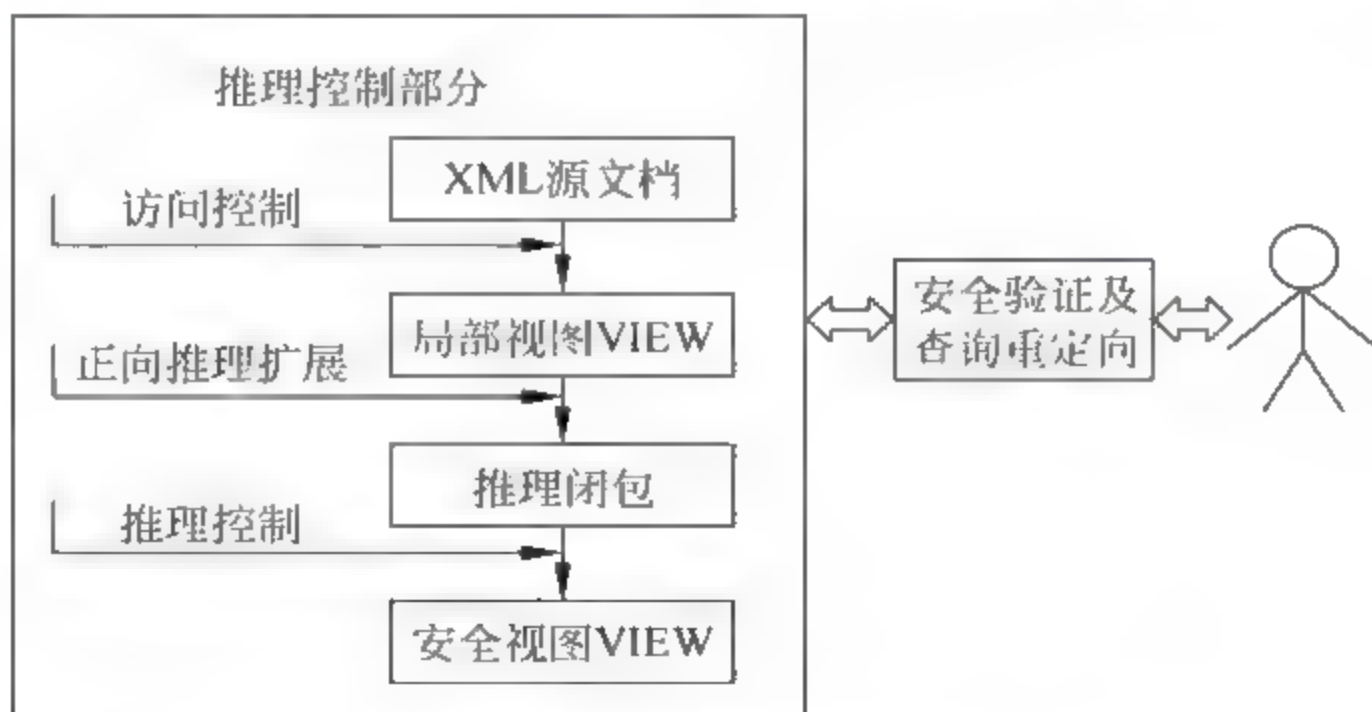 推理控制部分
XML源文档
访问控制
局部视图VIEW
正向推理扩展
推理闭包
推理控制
安全视图VIEW
安全验证及
查询重定向